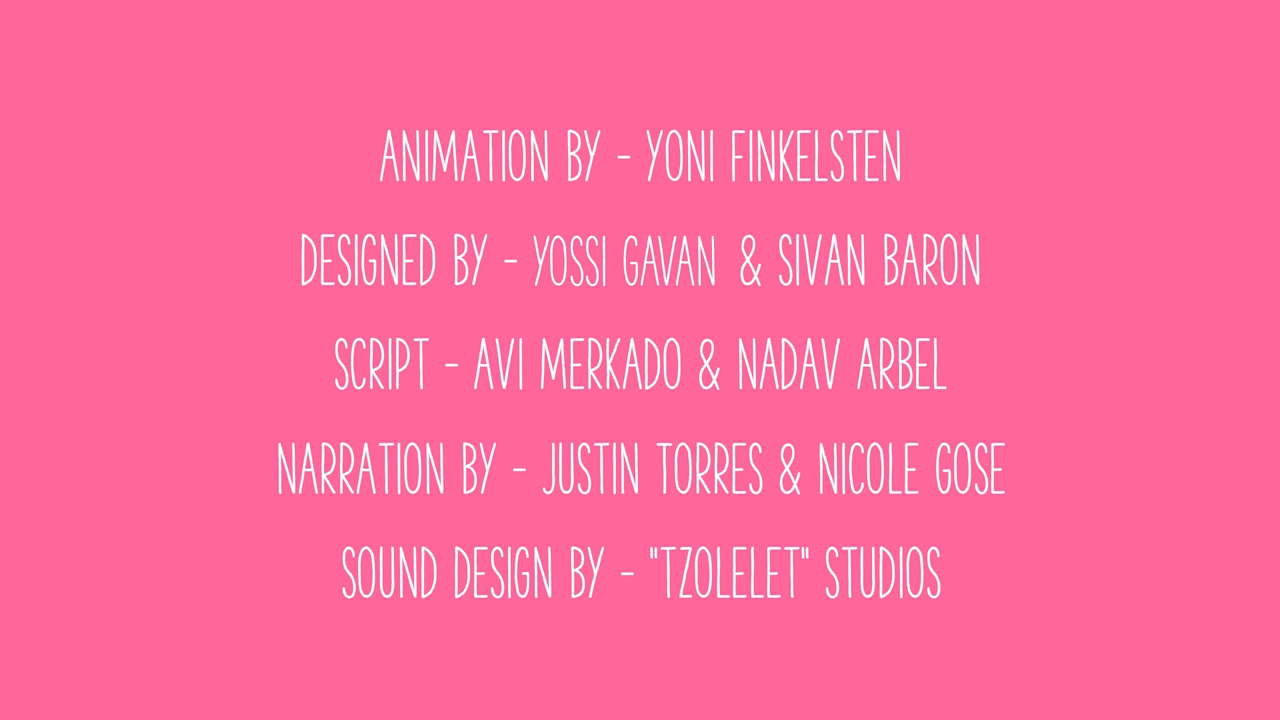 ANIMATION BY - YONI FINKELSTEN
DESIGNED BY - YOSSI GAVAN & SIVAN BARON
SCRIPT - AVI MERKADO & NADAV ARBEL
NARRATION BY - JUSTIN TORRES & NICOLE GOSE
SOUND DESIGN BY - "TZOLELET" STUDIOS